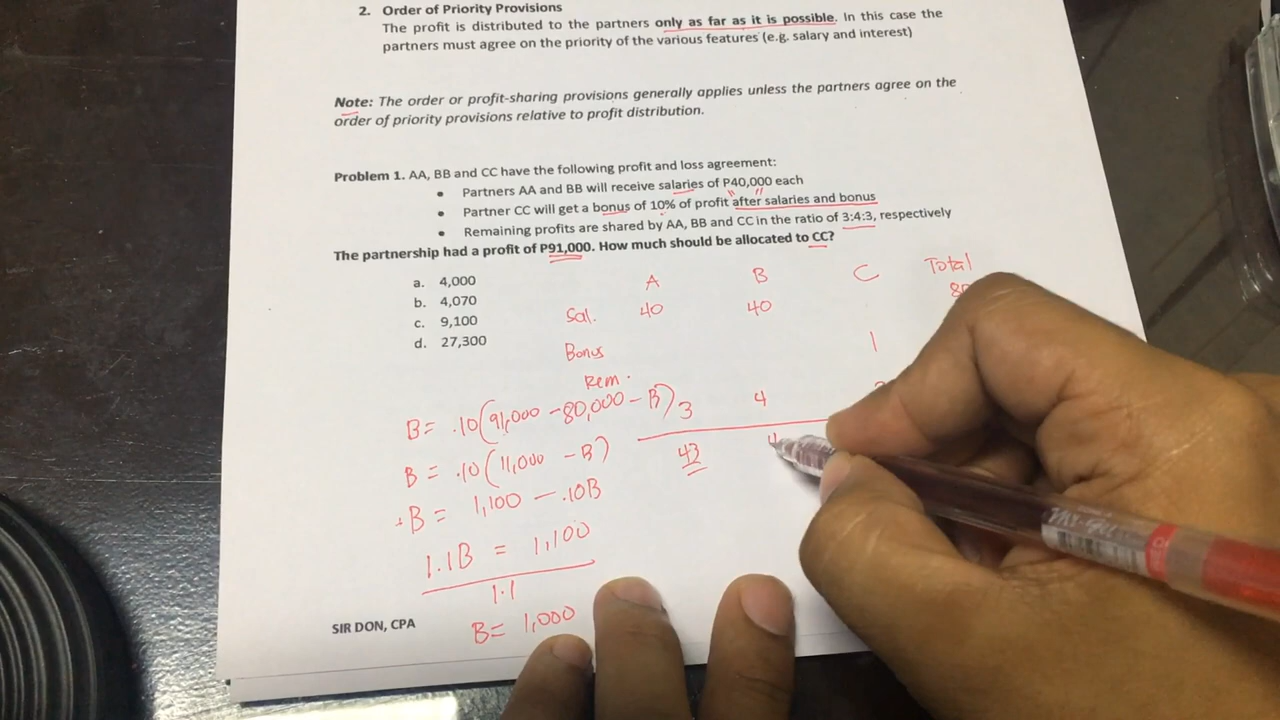 2. Order of Priority Provisions
The profit is distributed to the partners only as far as it is possible. In this case the
partners must agree on the priority of the various features (e.g. salary and interest)
Note: The order or profit-sharing provisions generally applies unless the partners agree on the
order of priority provisions relative to profit distribution.
Problem 1. AA, BB and CC have the following profit and loss agreement:
• Partners AA and BB will receive salaries of P40,000 each
• Partner CC will get a bonus of 10% of profit after salaries and bonus
• Remaining profits are shared by AA, BB and CC in the ratio of 3:4:3, respectively
The partnership had a profit of P91,000. How much should be allocated to CC?
a. 4,000
b. 4,070
c. 9,100
d. 27,300
A B C Total
Sal. 40 40
Bonus 1
Rem. 3 4
43
B = .10(91,000 - 80,000 - B)
B = .10(11,000 - B)
+B = 1,100 - .10B
1.1B = 1,100
1.1
B = 1,000
SIR DON, CPA